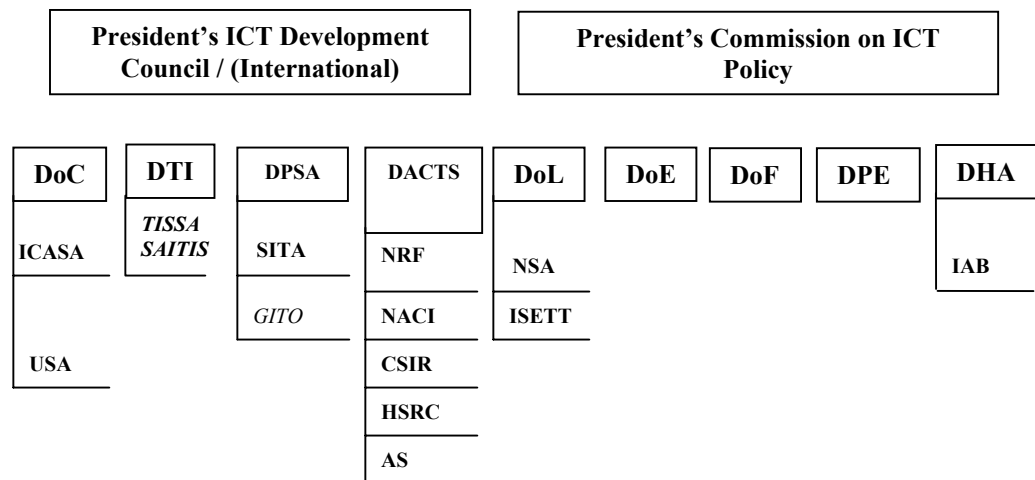 President’s ICT Development
Council / (International)
President’s Commission on ICT
Policy
DoC
DTI
DPSA
DACTS
DoL
DoE
DoF
DPE
DHA
TISSA
SAITIS
ICASA
SITA
NRF
NSA
IAB
GITO
NACI
ISETT
USA
CSIR
HSRC
AS